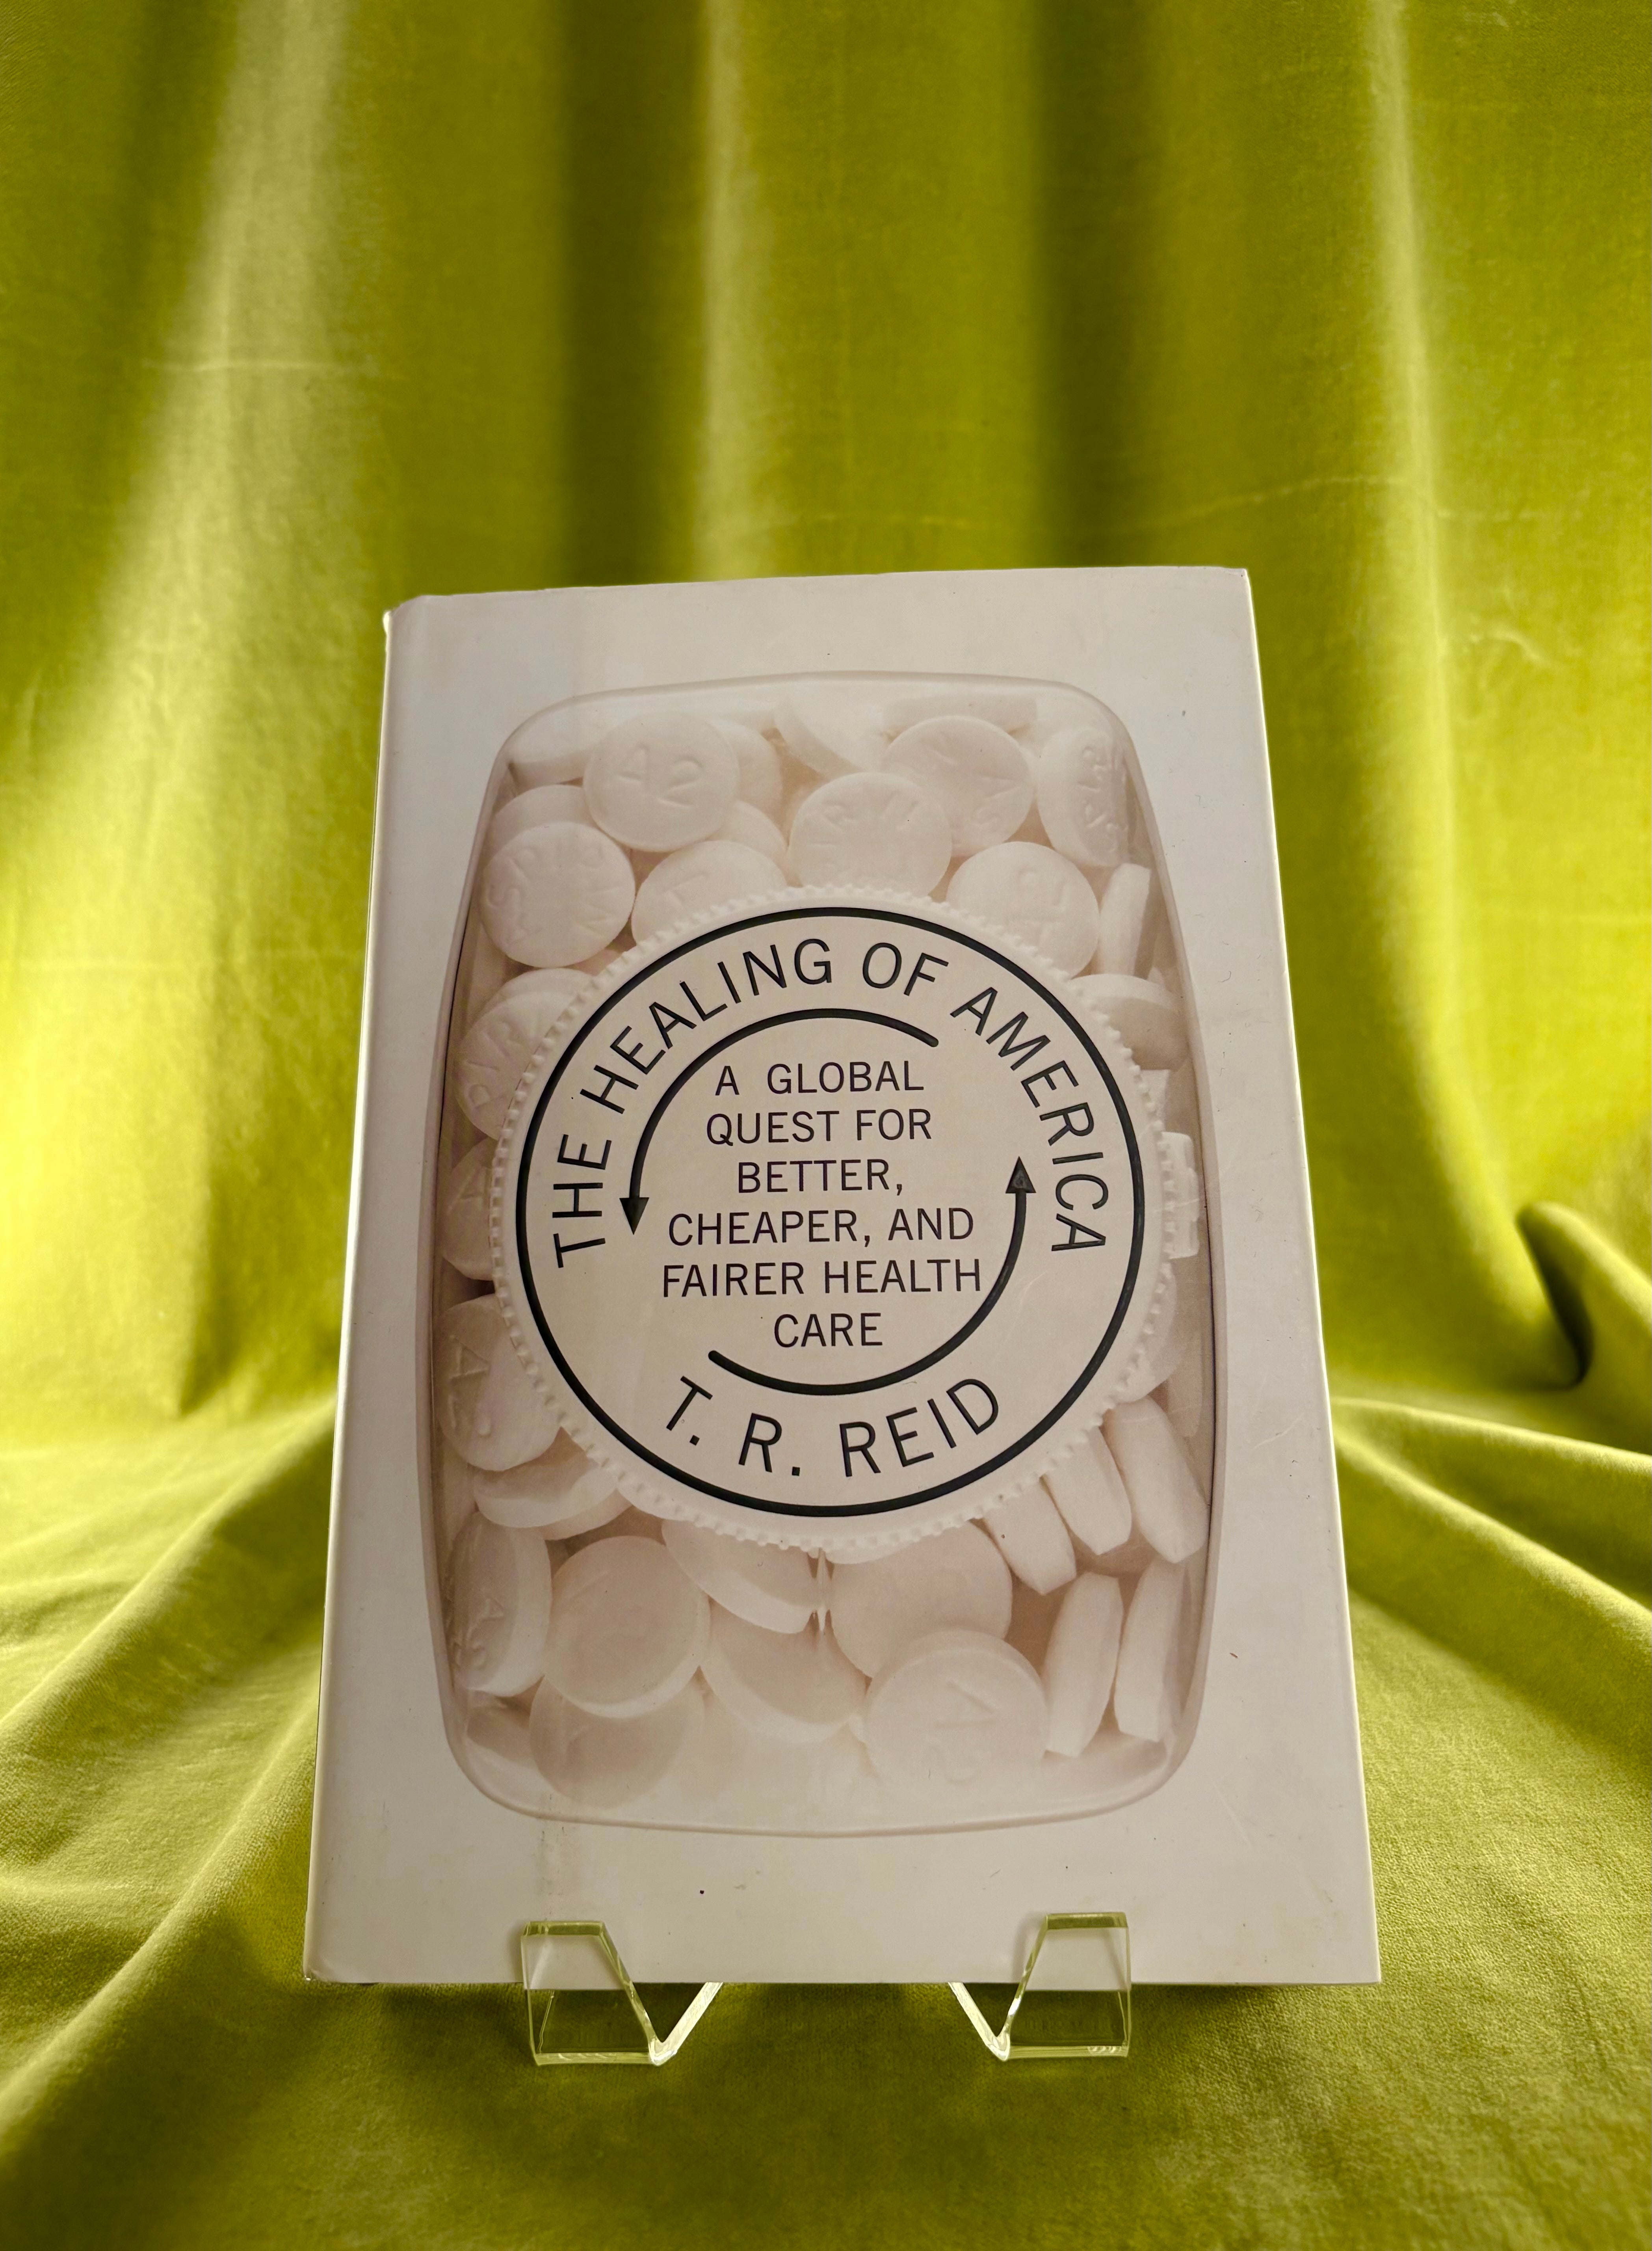 THE HEALING OF AMERICA
A GLOBAL
QUEST FOR
BETTER,
CHEAPER, AND
FAIRER HEALTH
CARE
T. R. REID